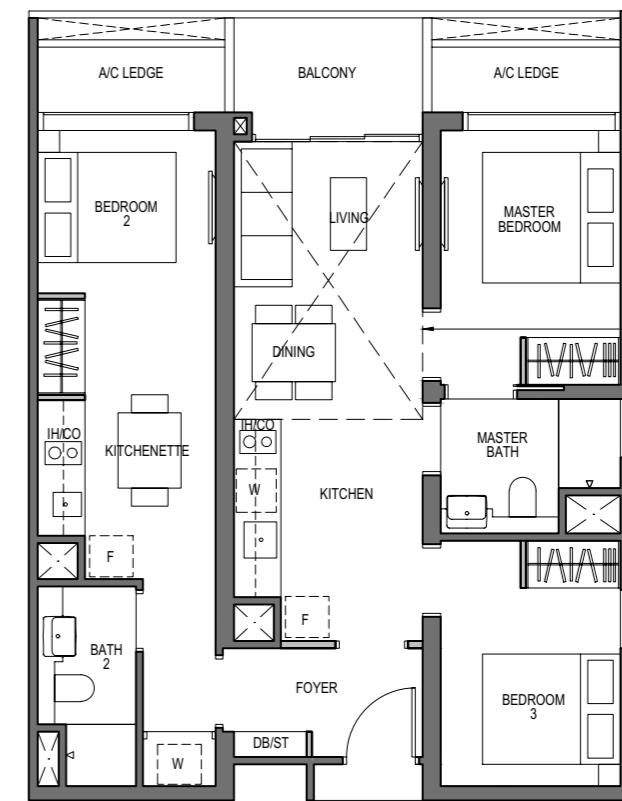 A/C LEDGE
BALCONY
A/C LEDGE
BEDROOM
2
LIVING
MASTER
BEDROOM
DINING
IH/CO
KITCHENETTE
IH/CO
W
KITCHEN
MASTER
BATH
F
F
BATH
2
FOYER
BEDROOM
3
DB/ST
W